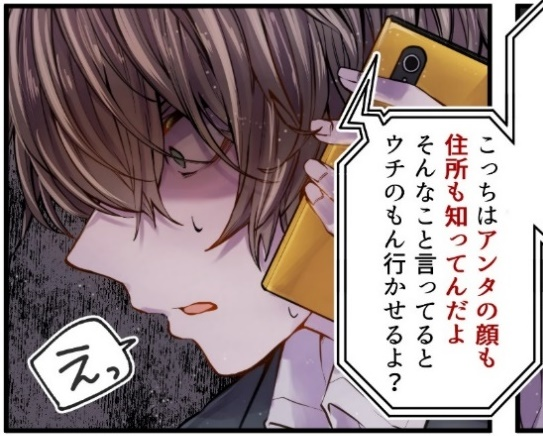 こっちはアンタの顔も
住所も知ってんだよ
そんなこと言ってると
ウチのもん行かせるよ?
えっ